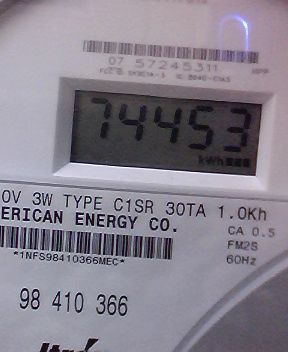 07 57245311
74453
kWh
0V 3W TYPE C1SR 30TA 1.0Kh
ERICAN ENERGY CO.
CA 0.5
FM2S
*1NFS98410366MEC*
60Hz
98 410 366